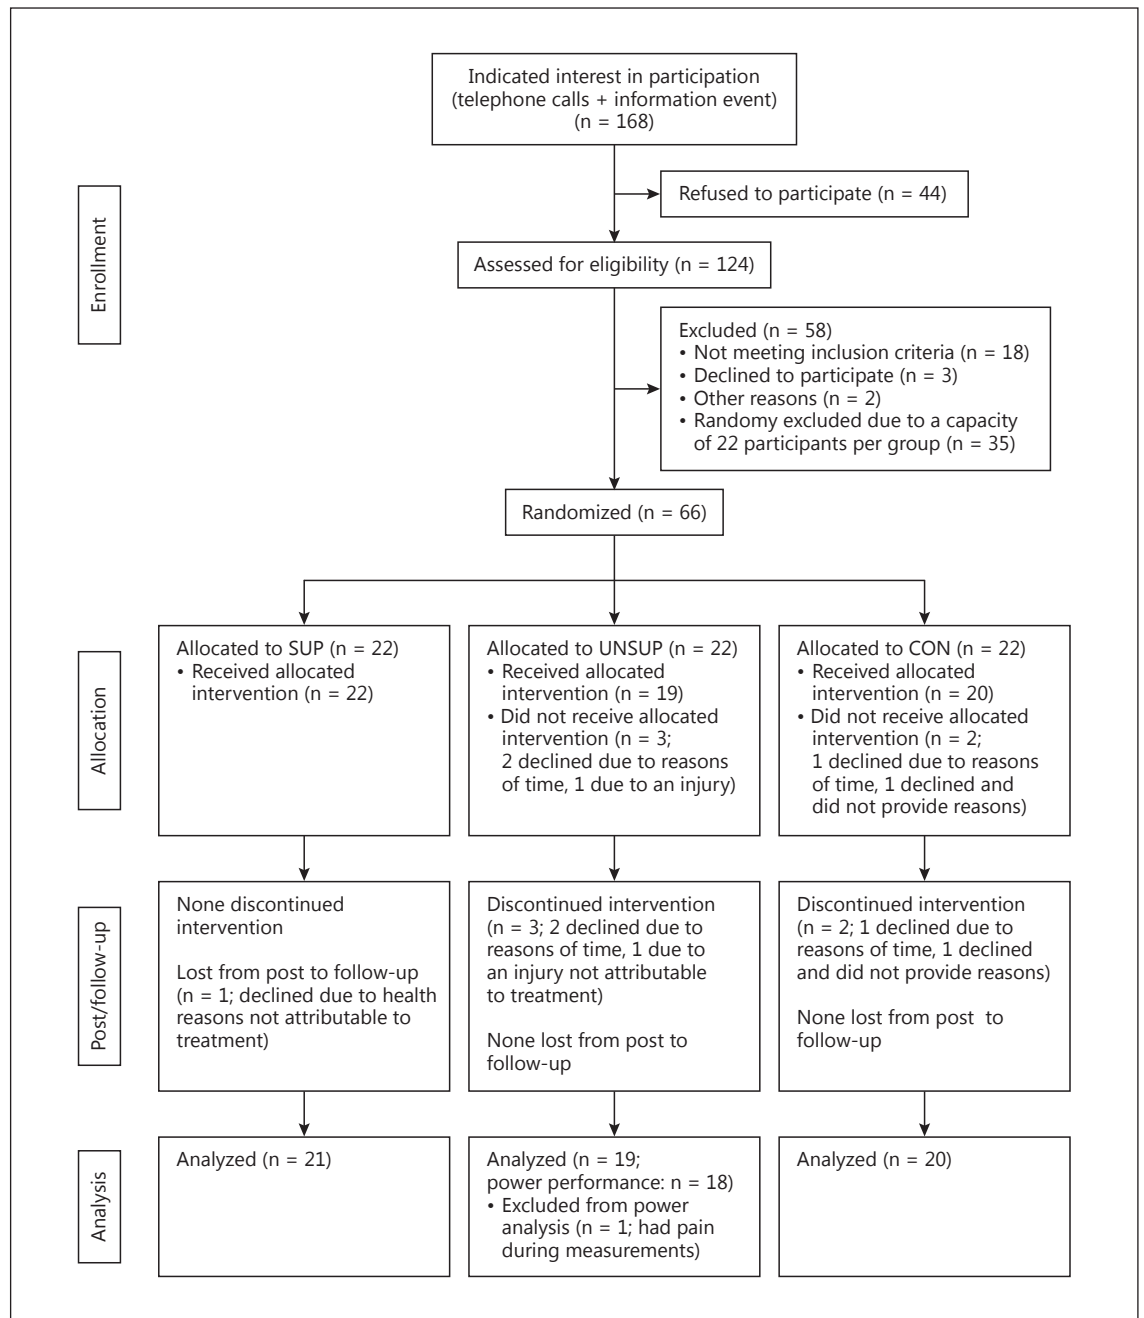 Indicated interest in participation
(telephone calls + information event)
(n = 168)
Refused to participate (n = 44)
Enrollment
Assessed for eligibility (n = 124)
Excluded (n = 58)
• Not meeting inclusion criteria (n = 18)
• Declined to participate (n = 3)
• Other reasons (n = 2)
• Randomy excluded due to a capacity
of 22 participants per group (n = 35)
Randomized (n = 66)
Allocation
Allocated to SUP (n = 22)
• Received allocated
intervention (n = 22)
Allocated to UNSUP (n = 22)
• Received allocated
intervention (n = 19)
• Did not receive allocated
intervention (n = 3;
2 declined due to reasons
of time, 1 due to an injury)
Allocated to CON (n = 22)
• Received allocated
intervention (n = 20)
• Did not receive allocated
intervention (n = 2;
1 declined due to reasons
of time, 1 declined and
did not provide reasons)
Post/follow-up
None discontinued
intervention
Lost from post to follow-up
(n = 1; declined due to health
reasons not attributable to
treatment)
Discontinued intervention
(n = 3; 2 declined due to
reasons of time, 1 due to
an injury not attributable
to treatment)
None lost from post to
follow-up
Discontinued intervention
(n = 2; 1 declined due to
reasons of time, 1 declined
and did not provide reasons)
None lost from post to
follow-up
Analysis
Analyzed (n = 21)
Analyzed (n = 19;
power performance: n = 18)
• Excluded from power
analysis (n = 1; had pain
during measurements)
Analyzed (n = 20)